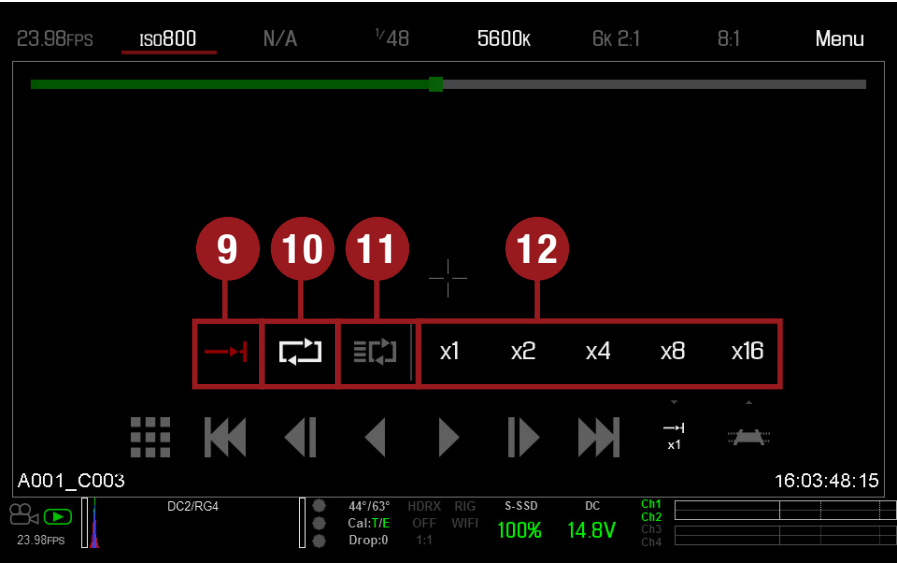 23.98FPS ISO800 N/A 1/48 5600K 6K 2:1 8:1 Menu
9 10 11 12
x1 x2 x4 x8 x16
x1
A001_C003 16:03:48:15
DC2/RG4 44°/63° HDRX RIG S-SSD DC Ch1
Cal:T/E OFF WIFI 100% 14.8V Ch2
23.98FPS Drop:0 1:1 Ch3
Ch4